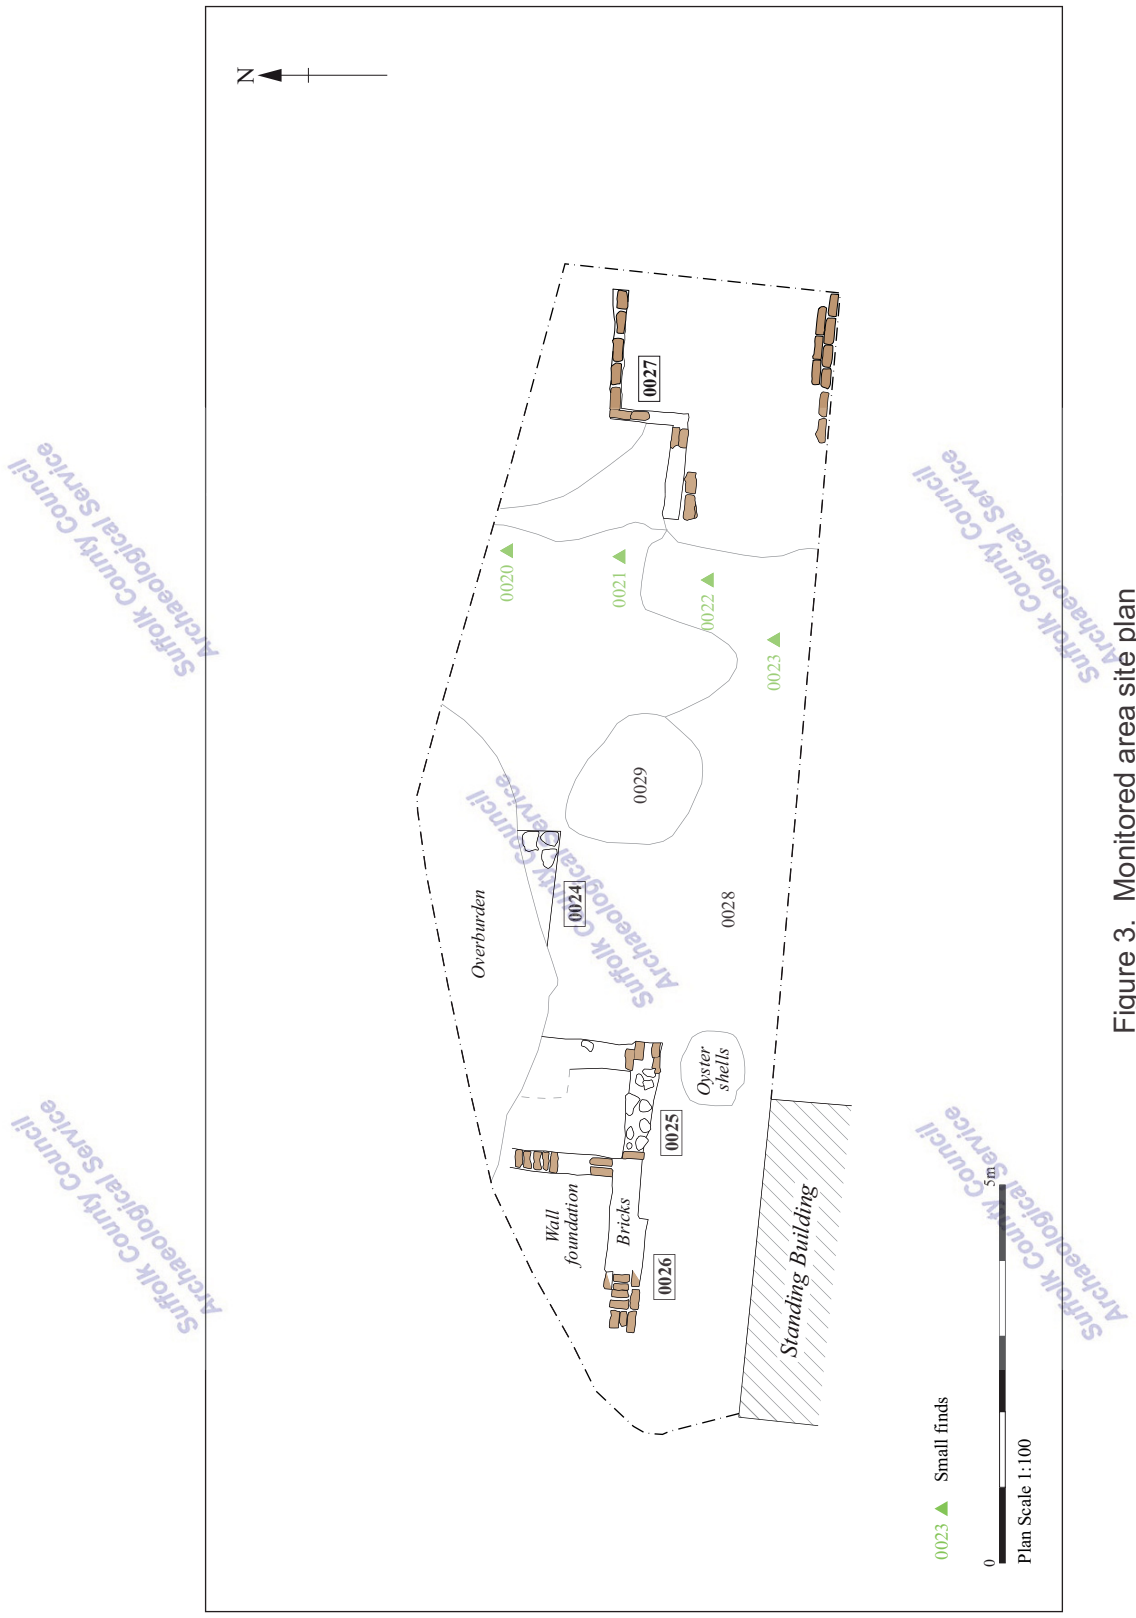 N
0020
0021
0022
0023
0027
0029
0024
0028
Overburden
Oyster
shells
0025
Wall
foundation
Bricks
0026
Standing Building
0023 Small finds
0
5m
Plan Scale 1:100
Figure 3. Monitored area site plan
Suffolk County Council
Archaeological Service
Suffolk County Council
Archaeological Service
Suffolk County Council
Archaeological Service
Suffolk County Council
Archaeological Service
Suffolk County Council
Archaeological Service